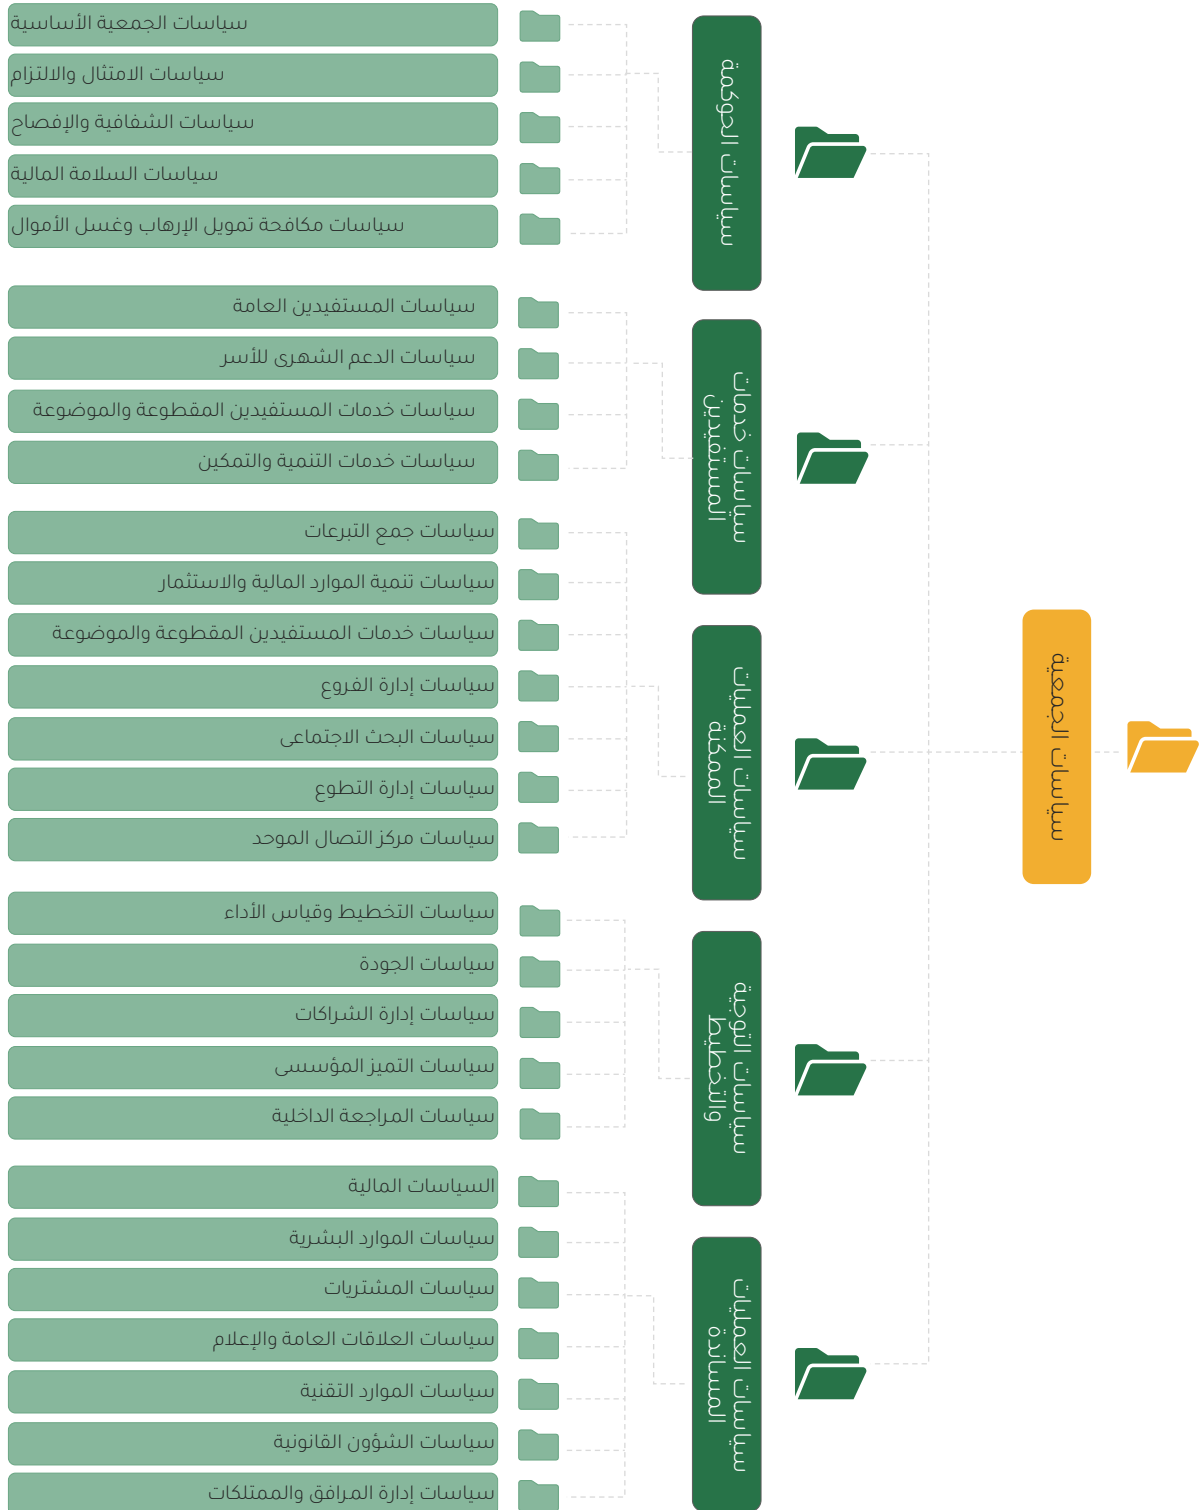 سياسات الجمعية
سياسات الحوكمة
سياسات الجمعية الأساسية
سياسات الامتثال والالتزام
سياسات الشفافية والإفصاح
سياسات السلامة المالية
سياسات مكافحة تمويل الإرهاب وغسل الأموال
سياسات خدمات
المستفيدين
سياسات المستفيدين العامة
سياسات الدعم الشهري للأسر
سياسات خدمات المستفيدين المقطوعة والموضوعة
سياسات خدمات التنمية والتمكين
سياسات العمليات
الممكنة
سياسات جمع التبرعات
سياسات تنمية الموارد المالية والاستثمار
سياسات خدمات المستفيدين المقطوعة والموضوعة
سياسات إدارة الفروع
سياسات البحث الاجتماعي
سياسات إدارة التطوع
سياسات مركز التصال الموحد
سياسات التوجية
والتخطيط
سياسات التخطيط وقياس الأداء
سياسات الجودة
سياسات إدارة الشراكات
سياسات التميز المؤسسي
سياسات المراجعة الداخلية
سياسات العمليات
المساندة
السياسات المالية
سياسات الموارد البشرية
سياسات المشتريات
سياسات العلاقات العامة والإعلام
سياسات الموارد التقنية
سياسات الشؤون القانونية
سياسات إدارة المرافق والممتلكات